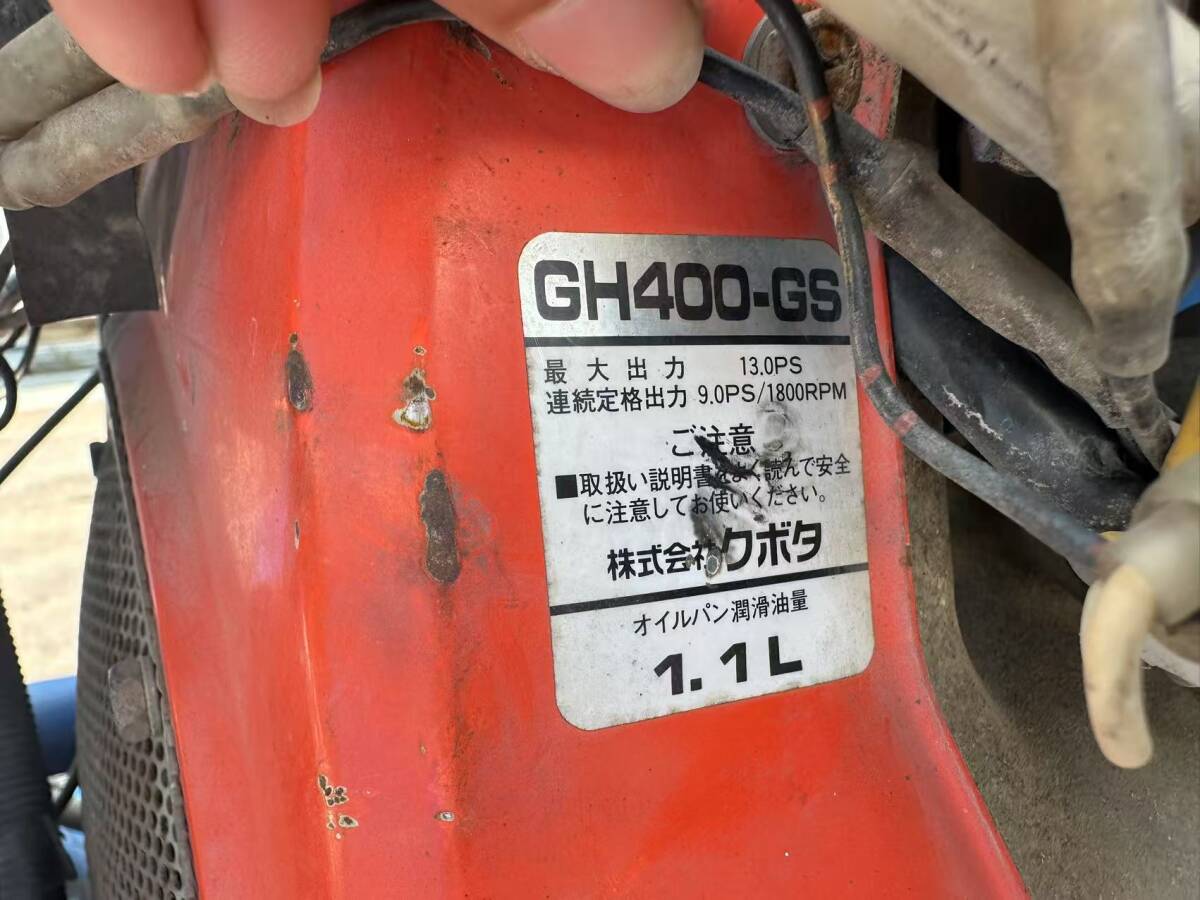 GH400-GS
最大出力 13.0PS
連続定格出力 9.0PS/1800RPM
ご注意
■取扱い説明書をよく読んで安全
に注意してお使いください。
株式会社クボタ
オイルパン潤滑油量
1.1L